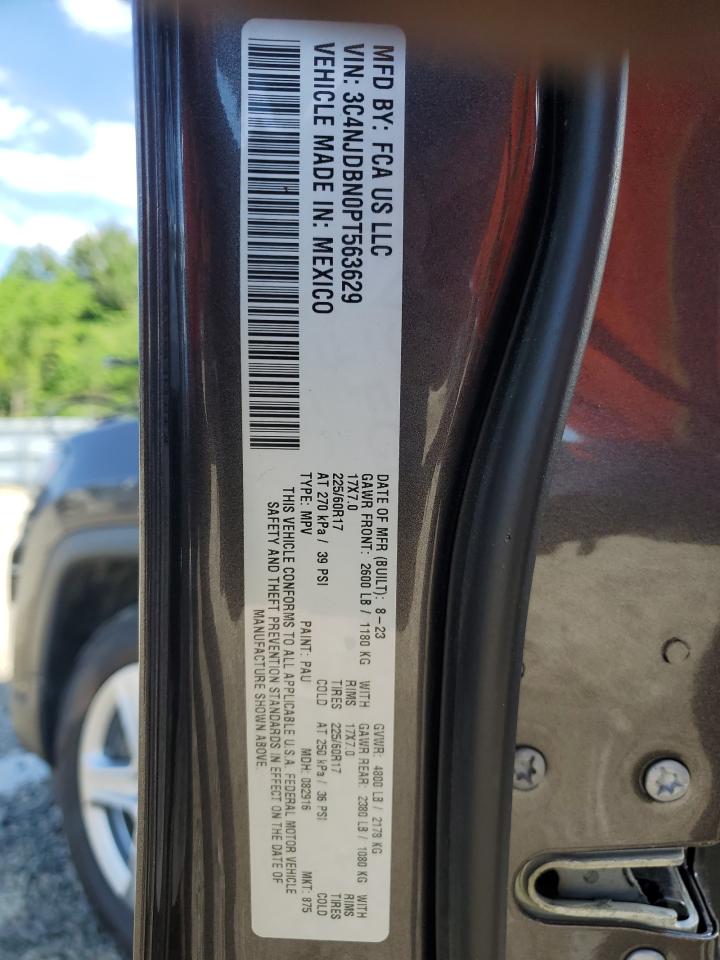 MFD BY: FCA US LLC
VIN: 3C4NJDBN0PT563629
VEHICLE MADE IN: MEXICO
DATE OF MFR (BUILT): 8-23 GVWR: 4800 LB / 2178 KG
GAWR FRONT: 2600 LB / 1180 KG WITH GAWR REAR: 2380 LB / 1080 KG WITH
17X7.0 RIMS 17X7.0 RIMS
225/60R17 TIRES 225/60R17 TIRES
AT 270 kPa / 39 PSI COLD AT 250 kPa / 36 PSI COLD
TYPE: MPV PAINT: PAU MDH: 082916 MKT: 875
THIS VEHICLE CONFORMS TO ALL APPLICABLE U.S.A. FEDERAL MOTOR VEHICLE
SAFETY AND THEFT PREVENTION STANDARDS IN EFFECT ON THE DATE OF
MANUFACTURE SHOWN ABOVE.